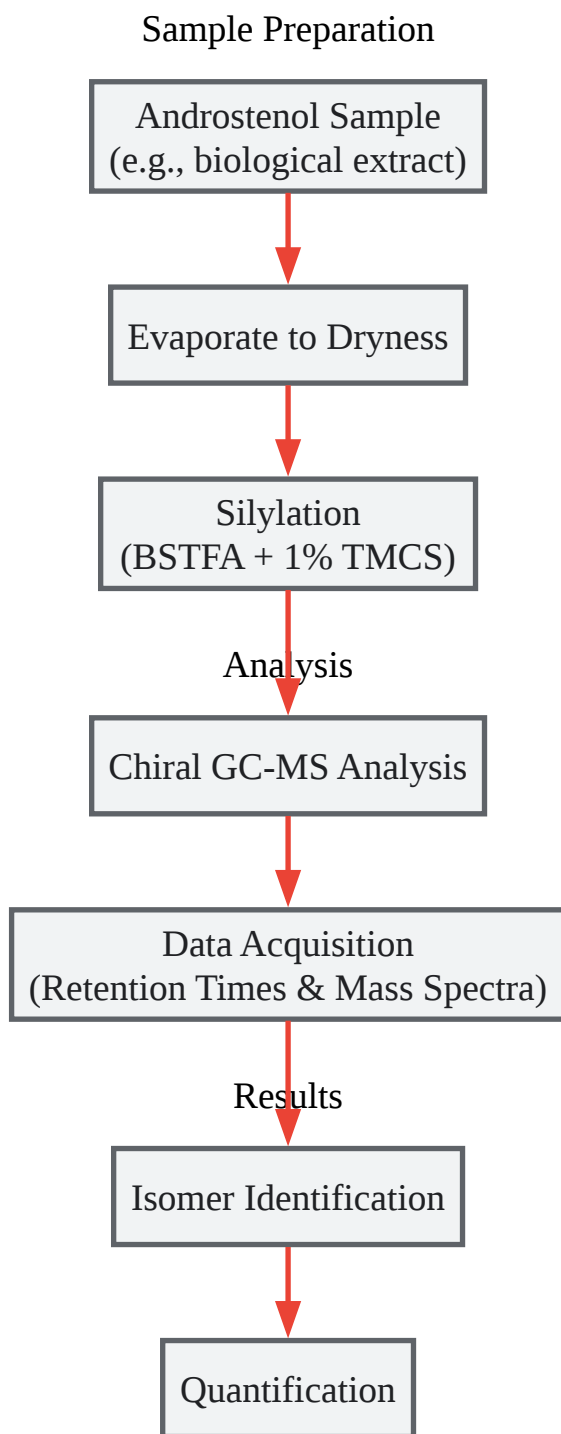 Sample Preparation
Androstenol Sample
(e.g., biological extract)
Evaporate to Dryness
Silylation
(BSTFA + 1% TMCS)
Analysis
Chiral GC-MS Analysis
Data Acquisition
(Retention Times & Mass Spectra)
Results
Isomer Identification
Quantification